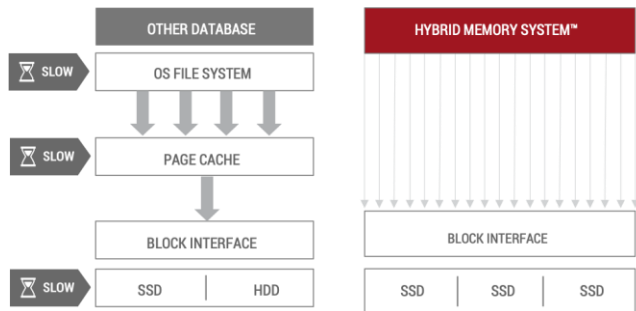 OTHER DATABASE
SLOW
OS FILE SYSTEM
SLOW
PAGE CACHE
BLOCK INTERFACE
SLOW
SSD
HDD
HYBRID MEMORY SYSTEM™
BLOCK INTERFACE
SSD
SSD
SSD